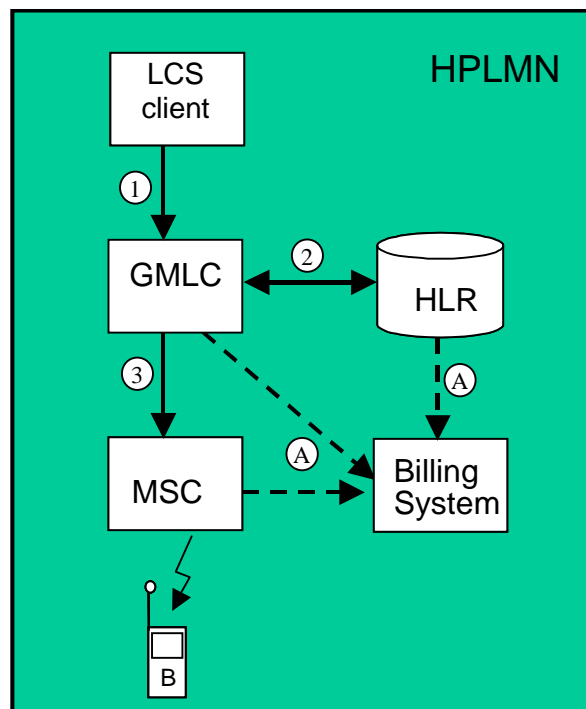 LCS
client
HPLMN
1
GMLC
2
HLR
3
A
A
MSC
Billing
System
B